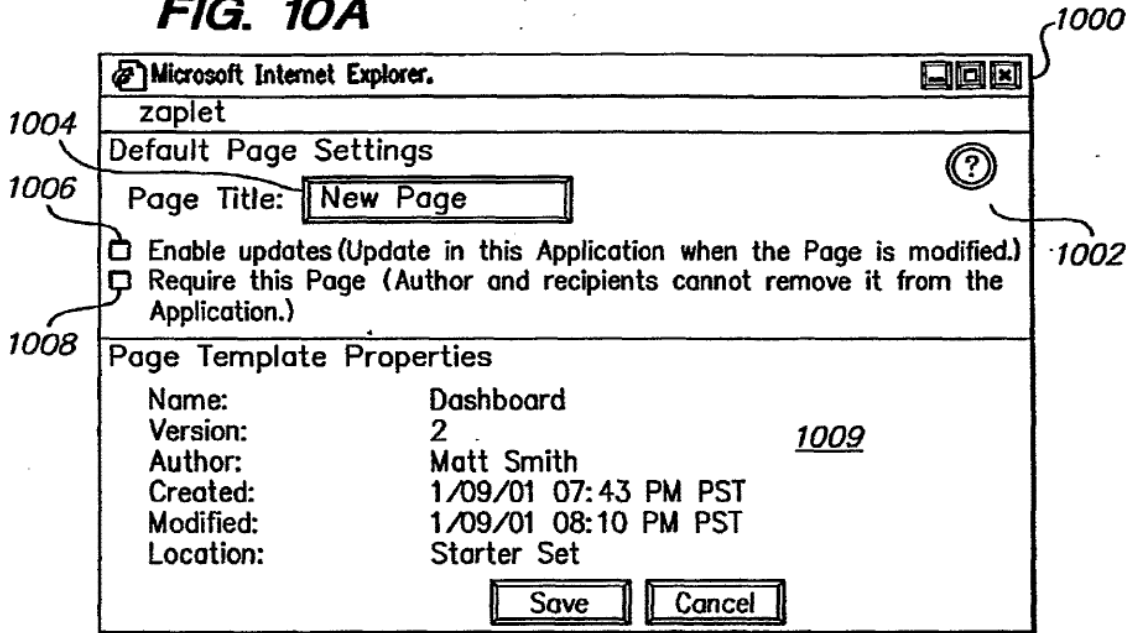 FIG. 10A
1000
Microsoft Internet Explorer.
zaplet
1004
Default Page Settings
?
1006
Page Title: New Page
Enable updates (Update in this Application when the Page is modified.)
1002
Require this Page (Author and recipients cannot remove it from the
Application.)
1008
Page Template Properties
Name: Dashboard
Version: 2
1009
Author: Matt Smith
Created: 1/09/01 07:43 PM PST
Modified: 1/09/01 08:10 PM PST
Location: Starter Set
Save Cancel